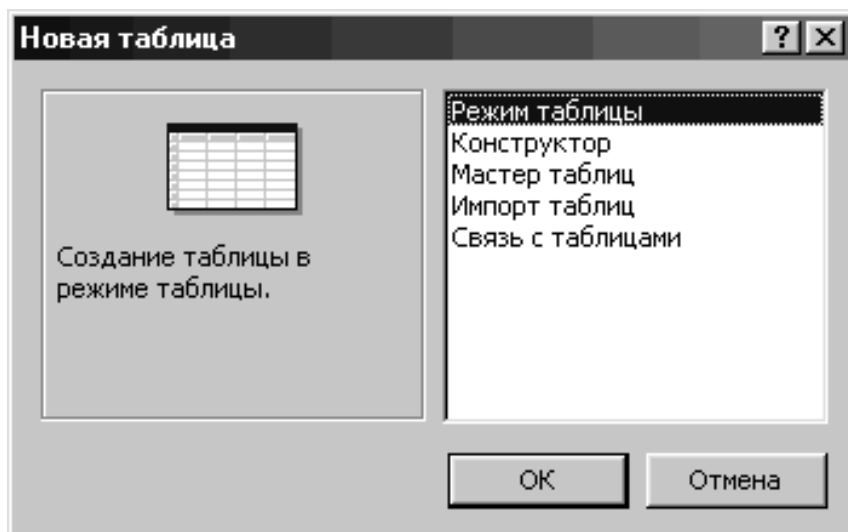 Новая таблица
Создание таблицы в
режиме таблицы.
Режим таблицы
Конструктор
Мастер таблиц
Импорт таблиц
Связь с таблицами
ОК
Отмена